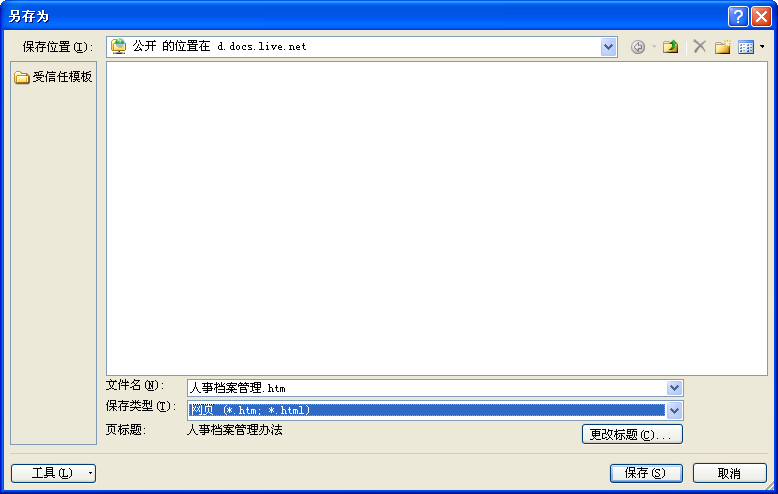 另存为
保存位置(I):
公开 的位置在 d.docs.live.net
受信任模板
文件名(N):
人事档案管理.htm
保存类型(T):
网页 (*.htm; *.html)
页标题:
人事档案管理办法
更改标题(C)...
工具(L)
保存(S)
取消